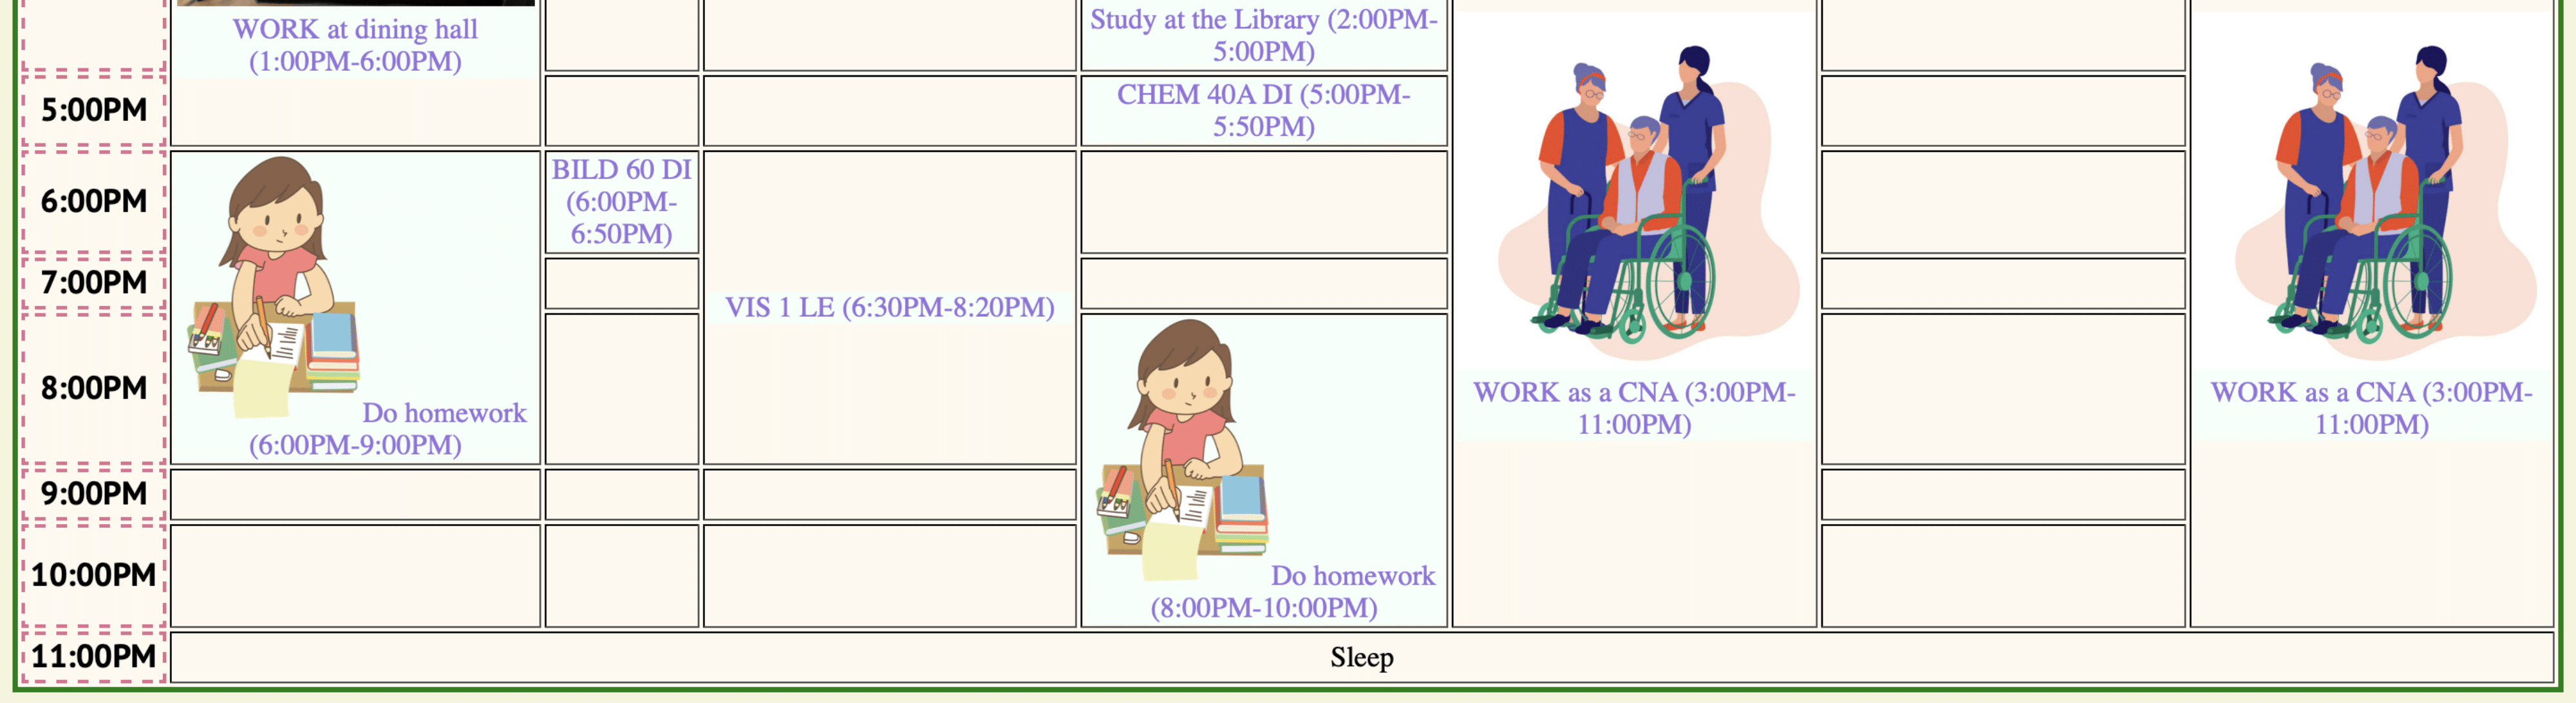 WORK at dining hall
(1:00PM-6:00PM)
Study at the Library (2:00PM-
5:00PM)
5:00PM
CHEM 40A DI (5:00PM-
5:50PM)
6:00PM
BILD 60 DI
(6:00PM-
6:50PM)
7:00PM
VIS 1 LE (6:30PM-8:20PM)
8:00PM
Do homework
(6:00PM-9:00PM)
WORK as a CNA (3:00PM-
11:00PM)
WORK as a CNA (3:00PM-
11:00PM)
9:00PM
10:00PM
Do homework
(8:00PM-10:00PM)
11:00PM
Sleep